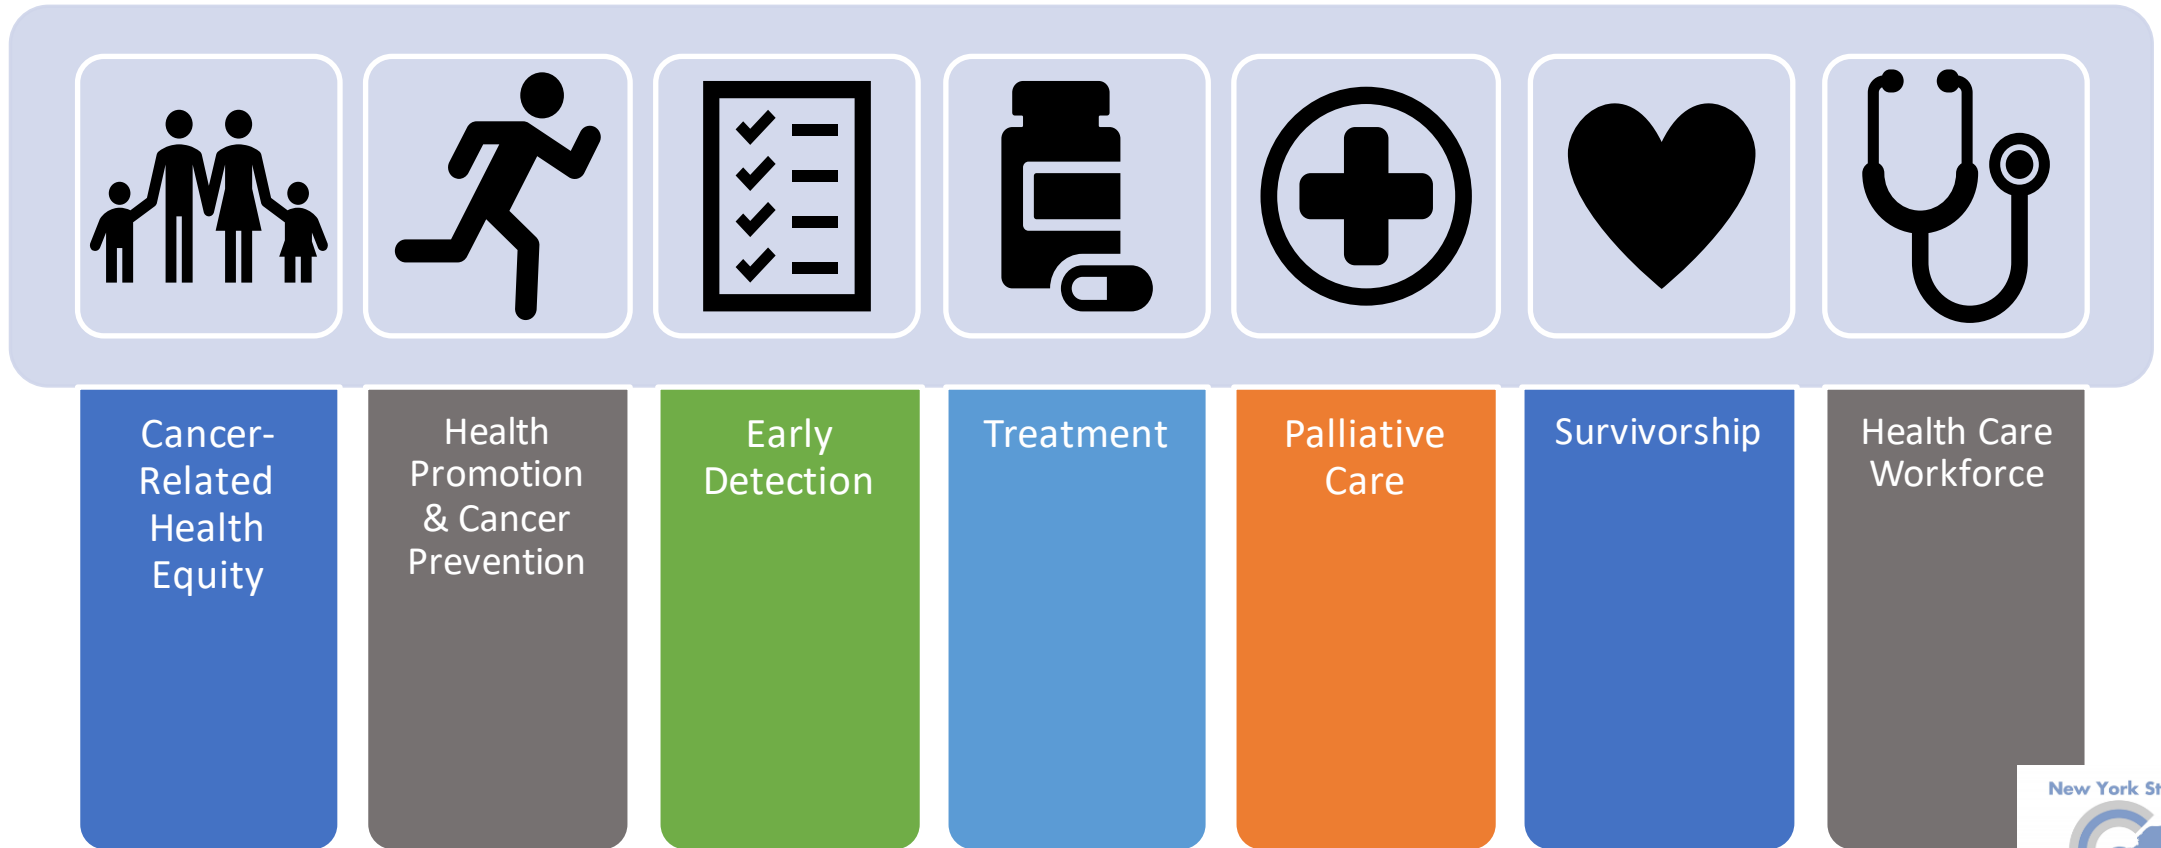 Cancer-
Related
Health
Equity
Health
Promotion
& Cancer
Prevention
Early
Detection
Treatment
Palliative
Care
Survivorship
Health Care
Workforce
New York St